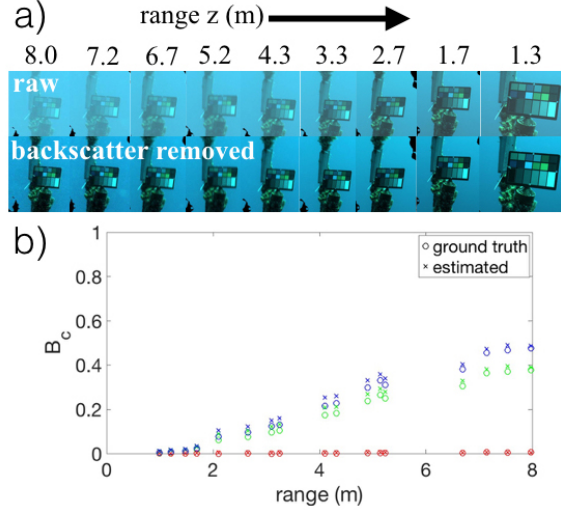 a)
range z (m)
8.0 7.2 6.7 5.2 4.3 3.3 2.7 1.7 1.3
raw
backscatter removed
b)
1
0.8
0.6
0.4
0.2
0
B_c
ground truth
estimated
0 2 4 6 8
range (m)